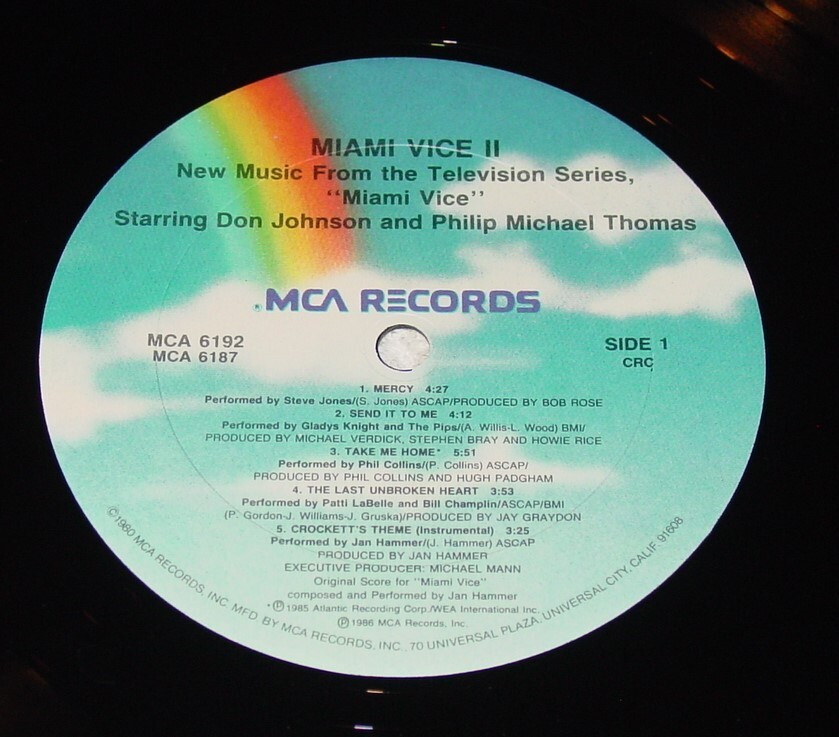 MIAMI VICE II
New Music From the Television Series,
“Miami Vice”
Starring Don Johnson and Philip Michael Thomas
MCA RECORDS
MCA 6192
MCA 6187
SIDE 1
CRC
1. MERCY 4:27
Performed by Steve Jones/(S. Jones) ASCAP/PRODUCED BY BOB ROSE
2. SEND IT TO ME 4:12
Performed by Gladys Knight and The Pips/(A. Willis-L. Wood) BMI/
PRODUCED BY MICHAEL VERDICK, STEPHEN BRAY AND HOWIE RICE
3. TAKE ME HOME* 5:51
Performed by Phil Collins/(P. Collins) ASCAP/
PRODUCED BY PHIL COLLINS AND HUGH PADGHAM
4. THE LAST UNBROKEN HEART 3:53
Performed by Patti LaBelle and Bill Champlin/ASCAP/BMI
(P. Gordon-J. Williams-J. Gruska)/PRODUCED BY JAY GRAYDON
5. CROCKETT'S THEME (Instrumental) 3:25
Performed by Jan Hammer/(J. Hammer) ASCAP
PRODUCED BY JAN HAMMER
EXECUTIVE PRODUCER: MICHAEL MANN
Original Score for “Miami Vice”
composed and Performed by Jan Hammer
*℗1985 Atlantic Recording Corp./WEA International Inc.
℗1986 MCA Records, Inc.
©1980 MCA RECORDS, INC. MFD. BY MCA RECORDS, INC., 70 UNIVERSAL PLAZA, UNIVERSAL CITY, CALIF. 91608